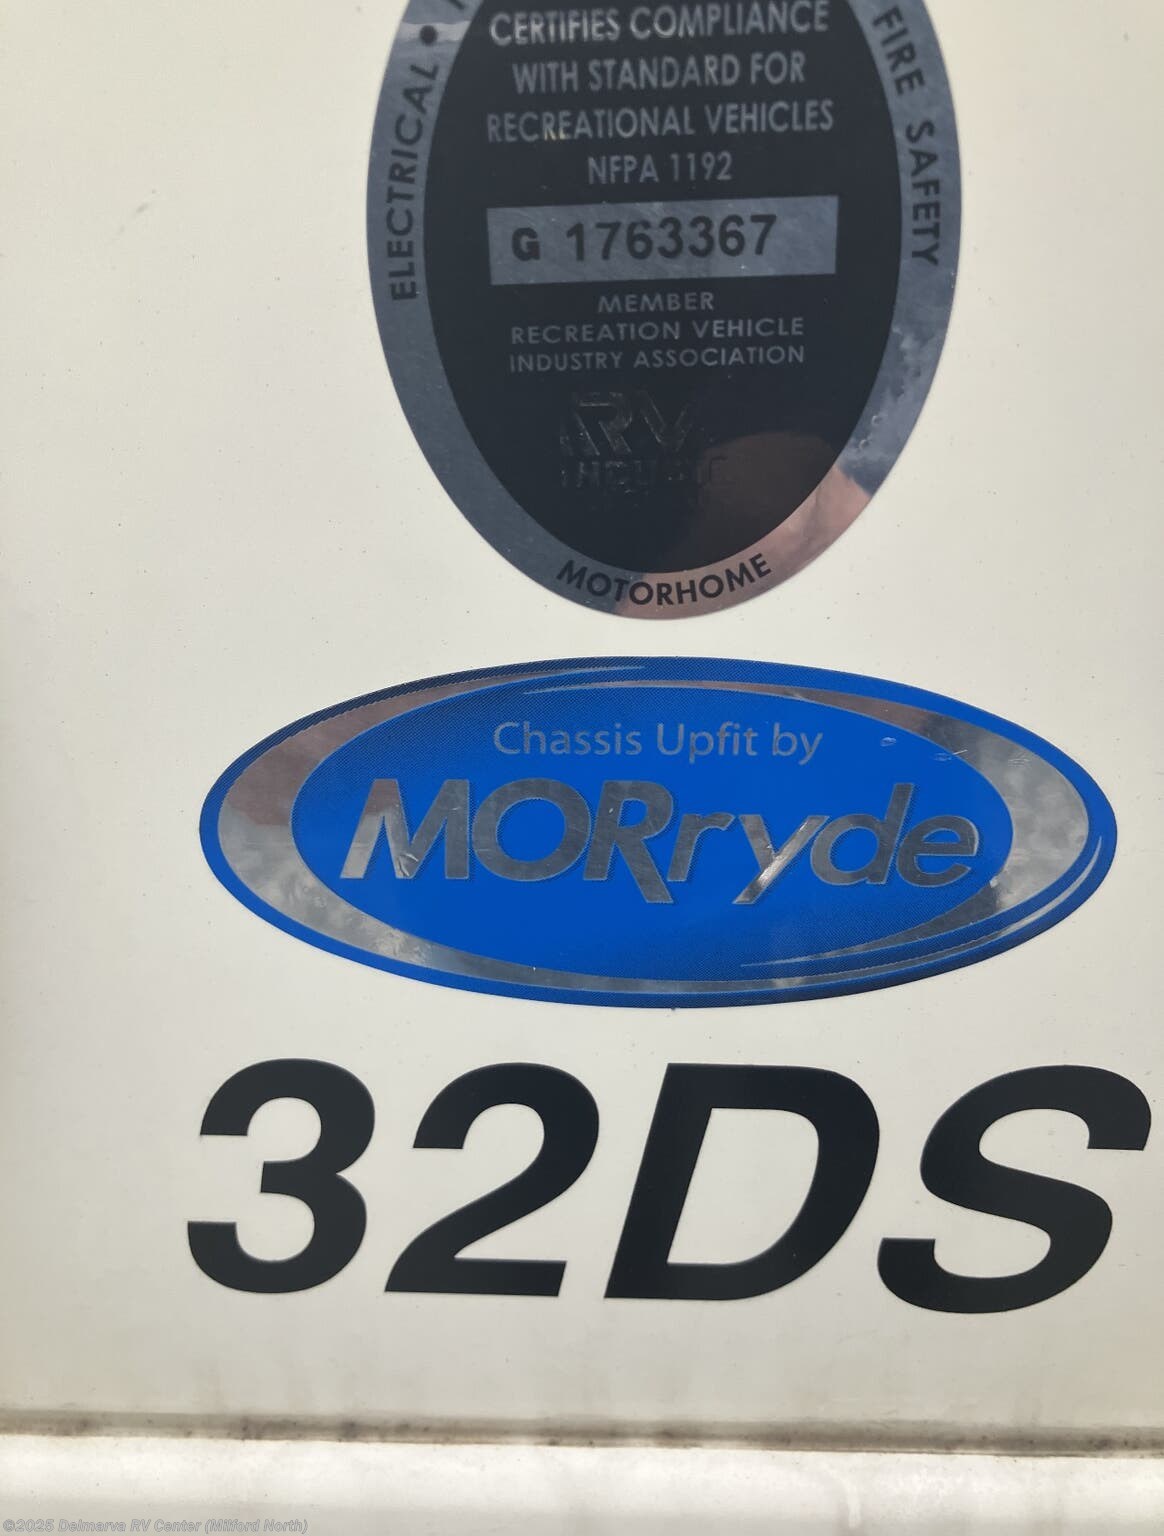 ELECTRICAL •
FIRE SAFETY
CERTIFIES COMPLIANCE
WITH STANDARD FOR
RECREATIONAL VEHICLES
NFPA 1192
G 1763367
MEMBER
RECREATION VEHICLE
INDUSTRY ASSOCIATION
RV
MOTORHOME
Chassis Upfit by
MORryde
32DS
©2025 Delmarva RV Center (Milford North)